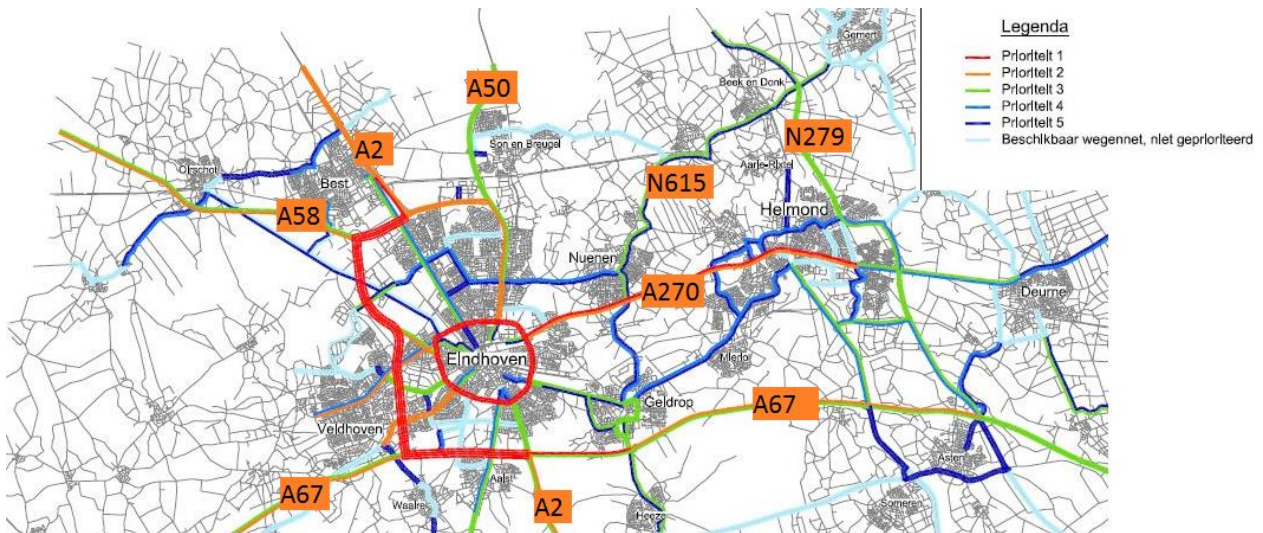 Legenda
Prioriteit 1
Prioriteit 2
Prioriteit 3
Prioriteit 4
Prioriteit 5
Beschikbaar wegennet, niet geprioriteerd
Gemert
Beek en Donk
A50
N279
A2
Son en Breugel
Aarle-Rixtel
Oirschot
Best
N615
Helmond
A58
Nuenen
A270
Deurne
Eindhoven
Mierlo
Geldrop
A67
Veldhoven
Asten
Aalst
A67
Waalre
A2
Someren
Heeze